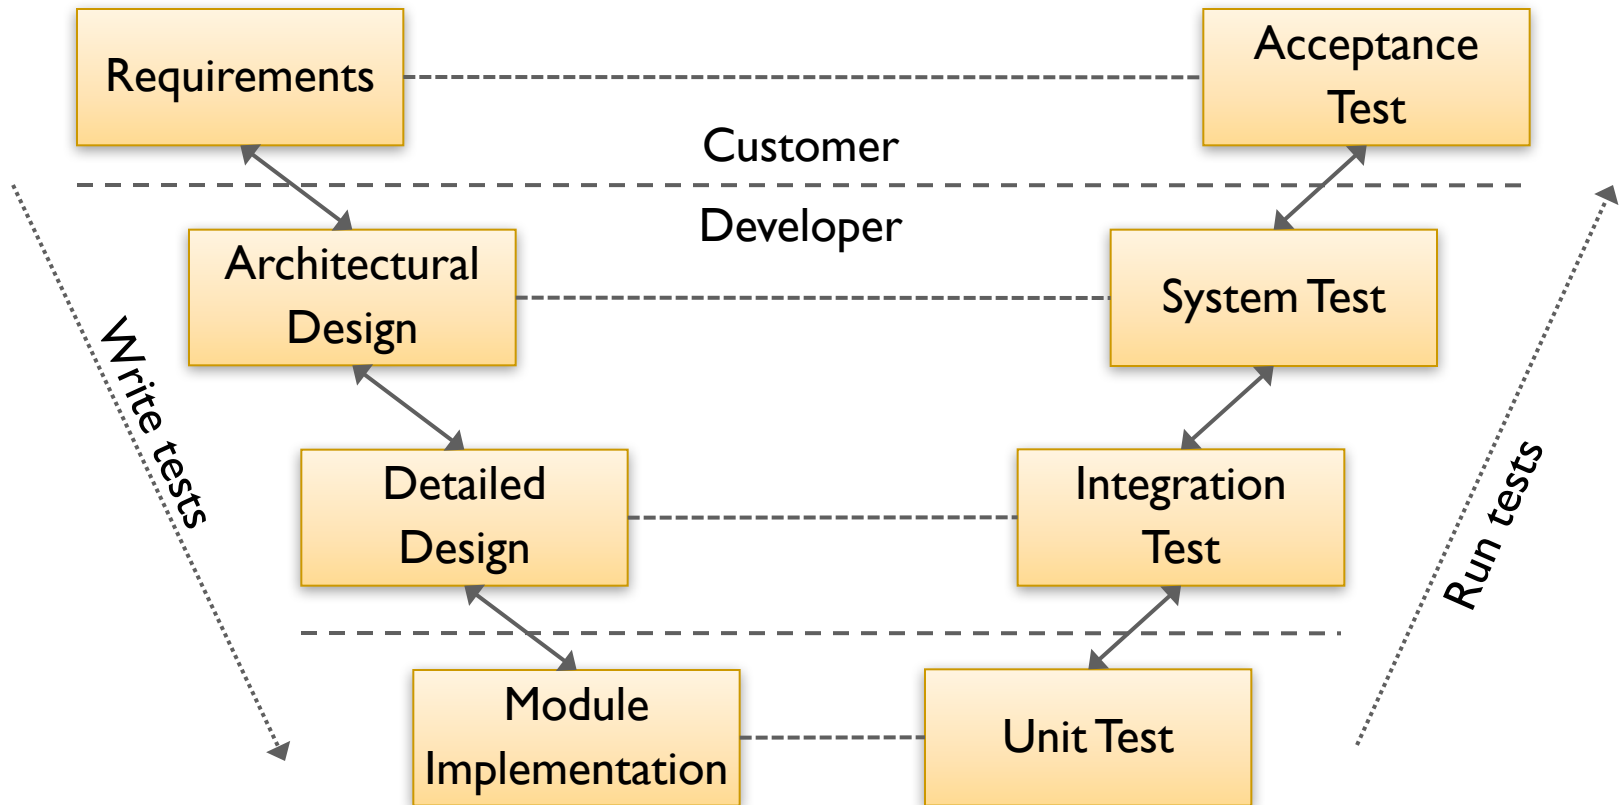 Requirements
Acceptance
Test
Customer
Developer
Architectural
Design
System Test
Write tests
Run tests
Detailed
Design
Integration
Test
Module
Implementation
Unit Test